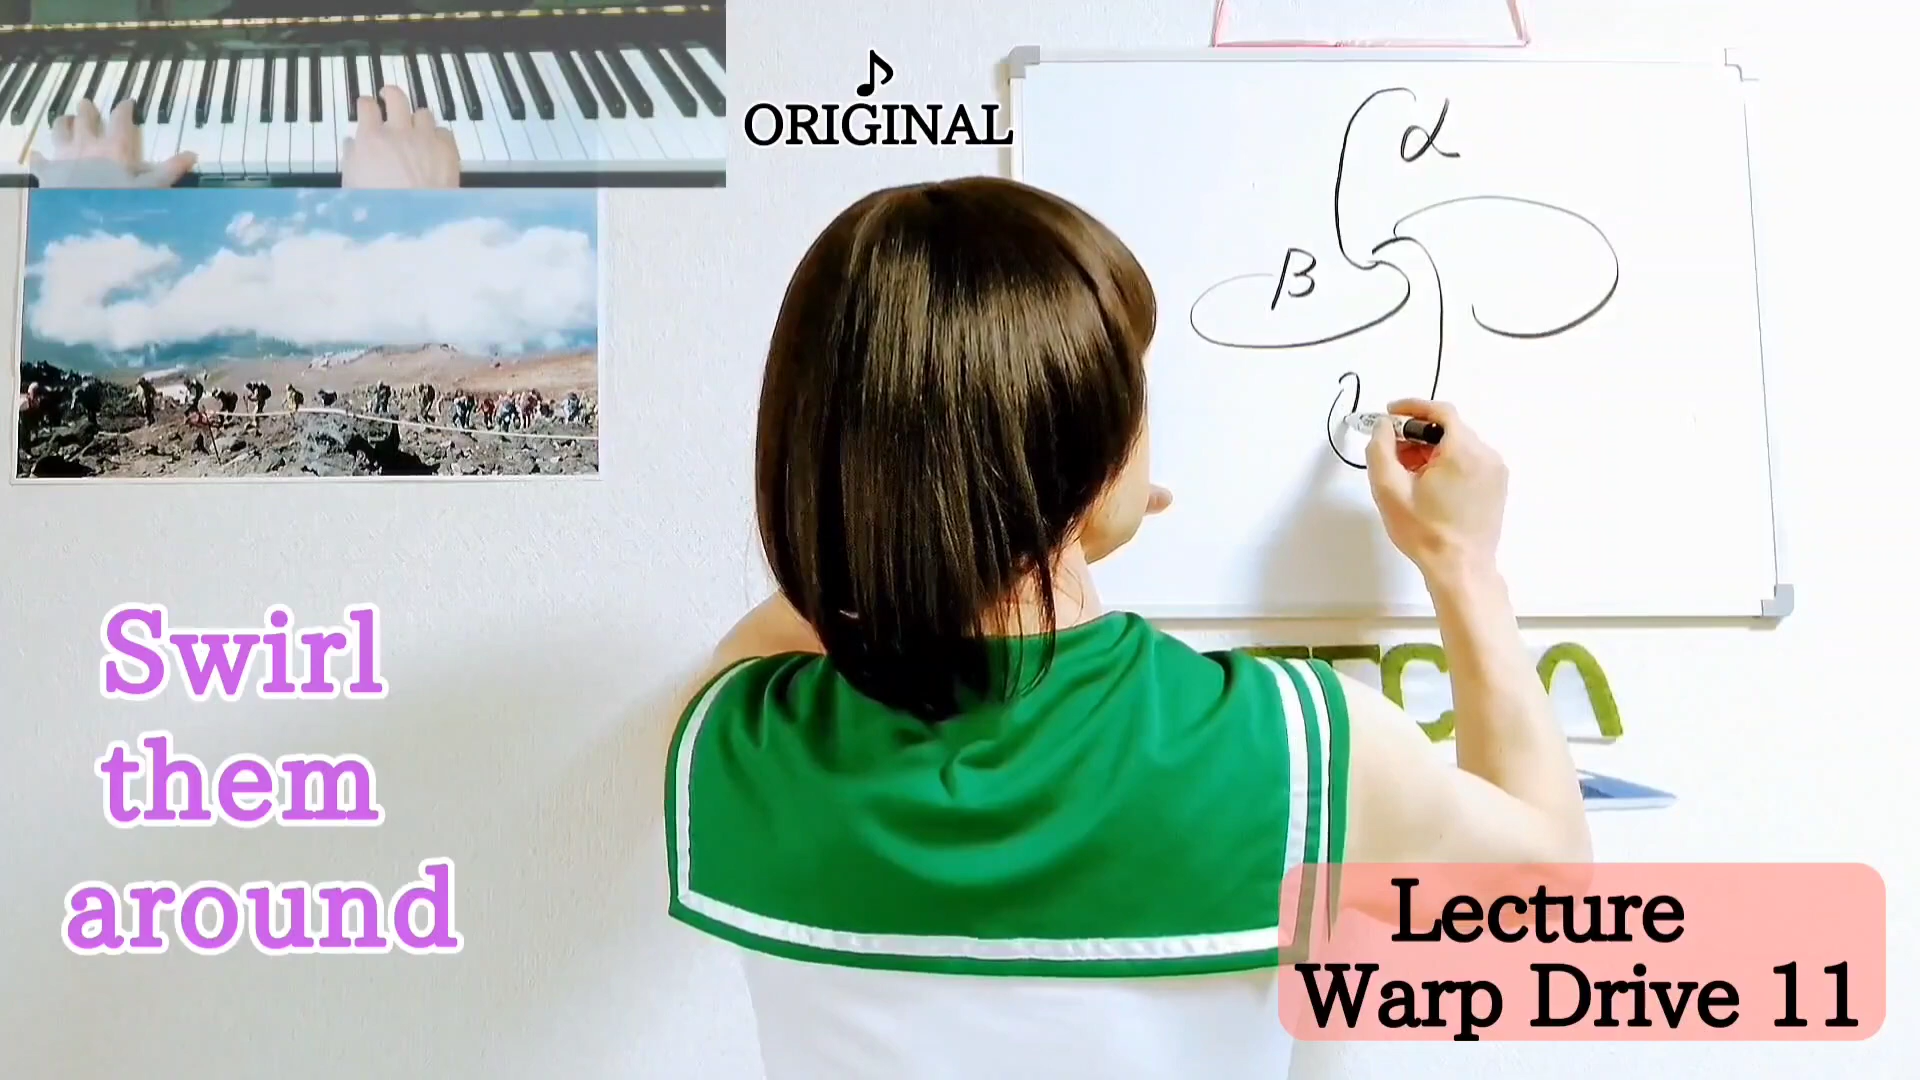 ♪
ORIGINAL
α
β
Swirl
them
around
Lecture
Warp Drive 11